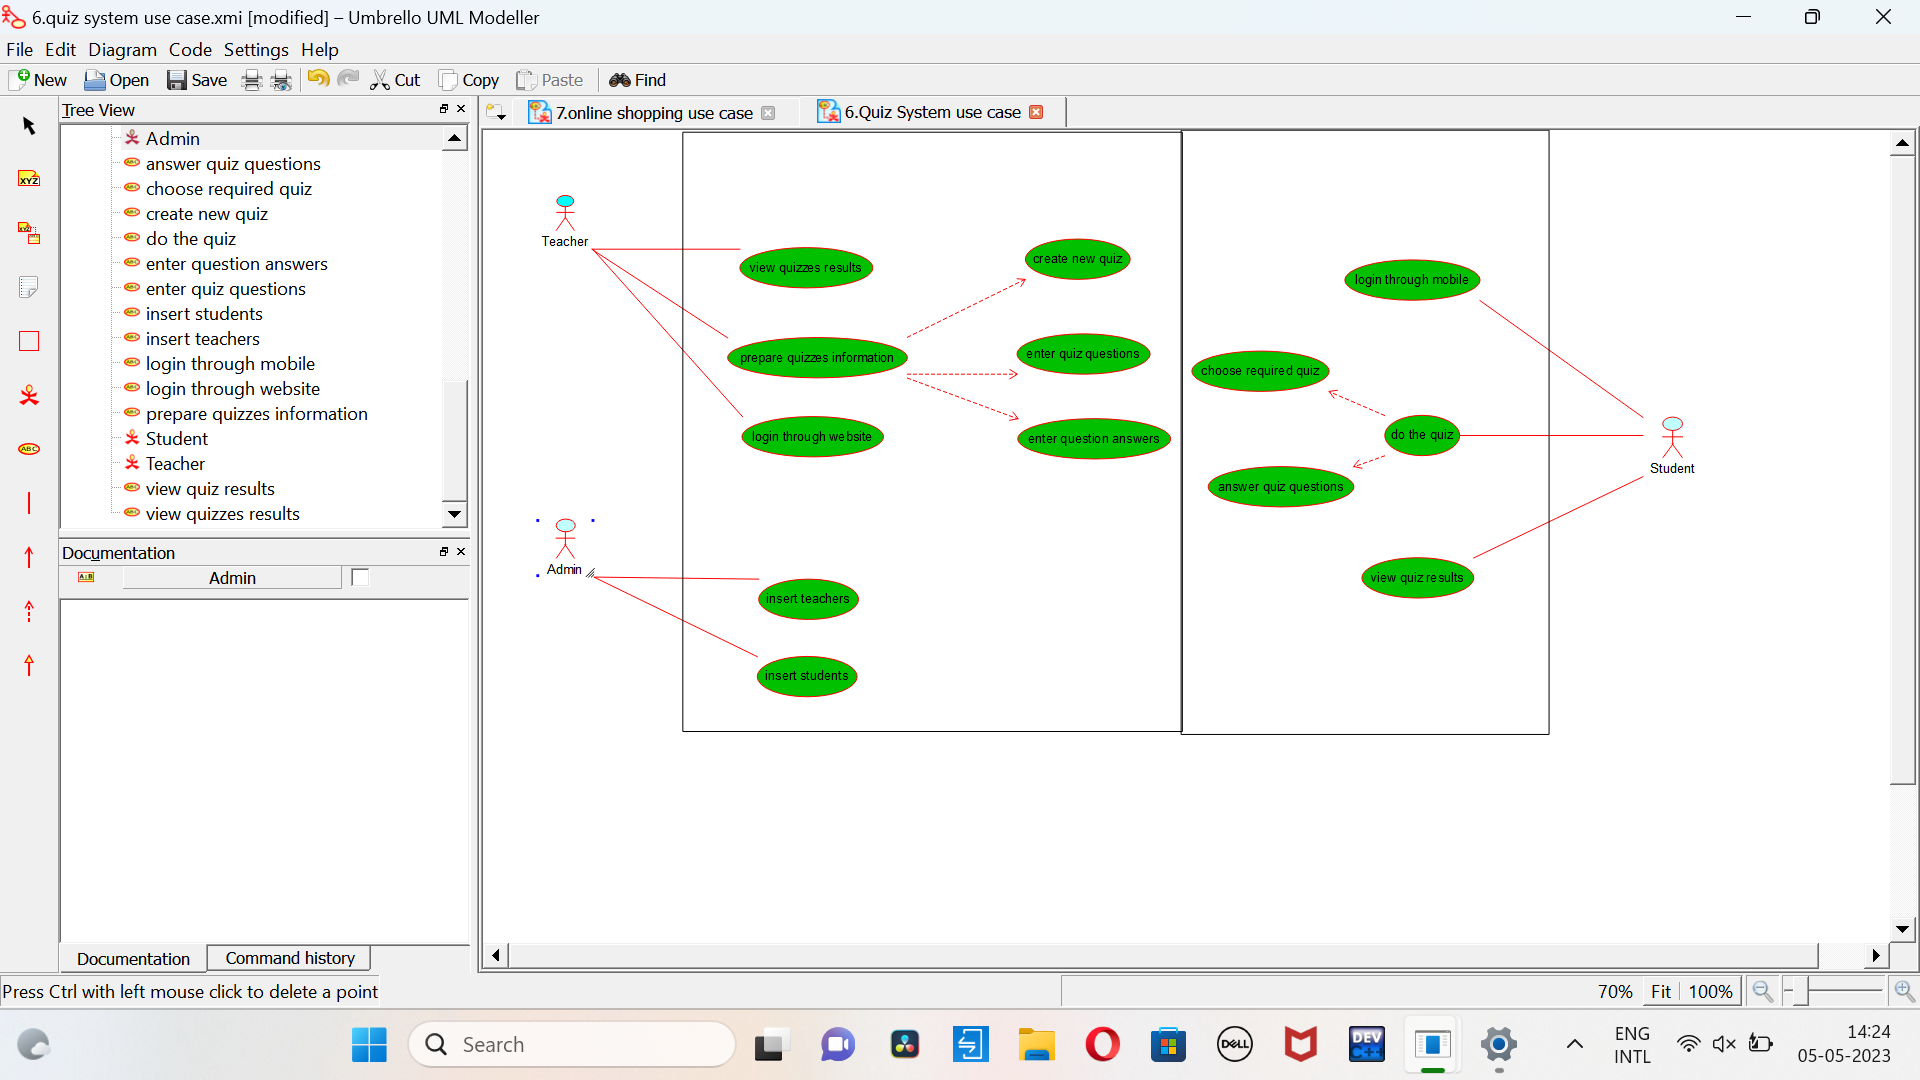 6.quiz system use case.xmi [modified] – Umbrello UML Modeller
File Edit Diagram Code Settings Help
New Open Save Cut Copy Paste Find
Tree View
Admin
answer quiz questions
choose required quiz
create new quiz
do the quiz
enter question answers
enter quiz questions
insert students
insert teachers
login through mobile
login through website
prepare quizzes information
Student
Teacher
view quiz results
view quizzes results
Documentation
Admin
Documentation Command history
Press Ctrl with left mouse click to delete a point
7.online shopping use case 6.Quiz System use case
Teacher
view quizzes results
create new quiz
prepare quizzes information
enter quiz questions
login through website
enter question answers
Admin
insert teachers
insert students
login through mobile
choose required quiz
do the quiz
answer quiz questions
view quiz results
Student
70% Fit 100%
XYZ
XYZ
ABC
A B
Search
DELL
DEV
C++
ENG
INTL
14:24
05-05-2023